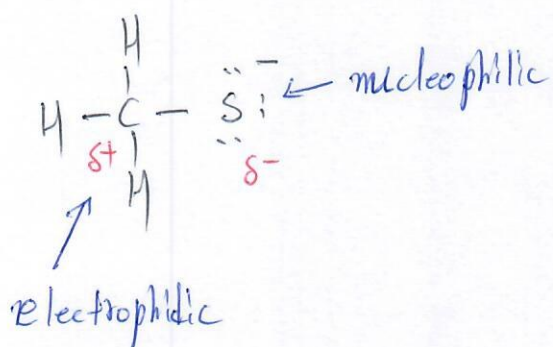 H
H - C - S:⁻ ← nucleophilic
δ+ δ-
H
electrophilic